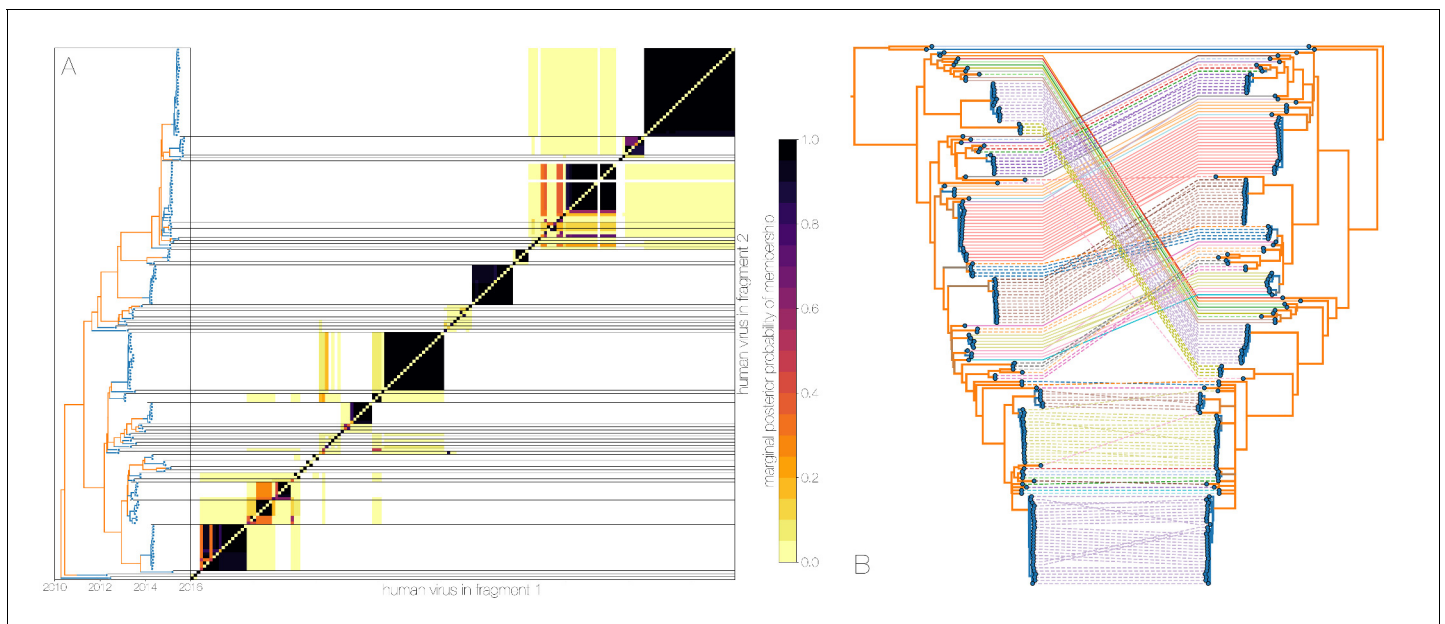 A
1.0
0.8
0.6
0.4
0.2
0.0
marginal posterior probability of membership
human virus in fragment 2
2010
2012
2014
2016
human virus in fragment 1
B